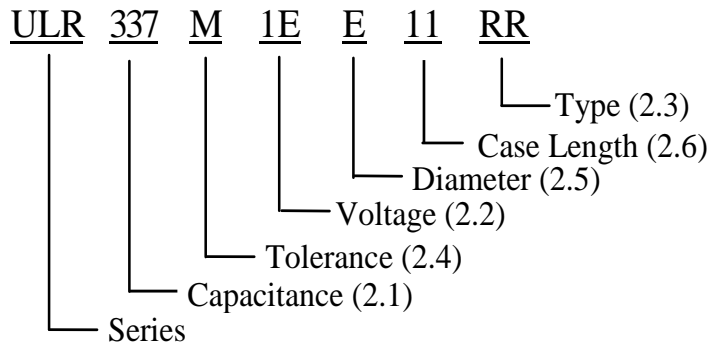 ULR 337 M 1E E 11 RR
Type (2.3)
Case Length (2.6)
Diameter (2.5)
Voltage (2.2)
Tolerance (2.4)
Capacitance (2.1)
Series